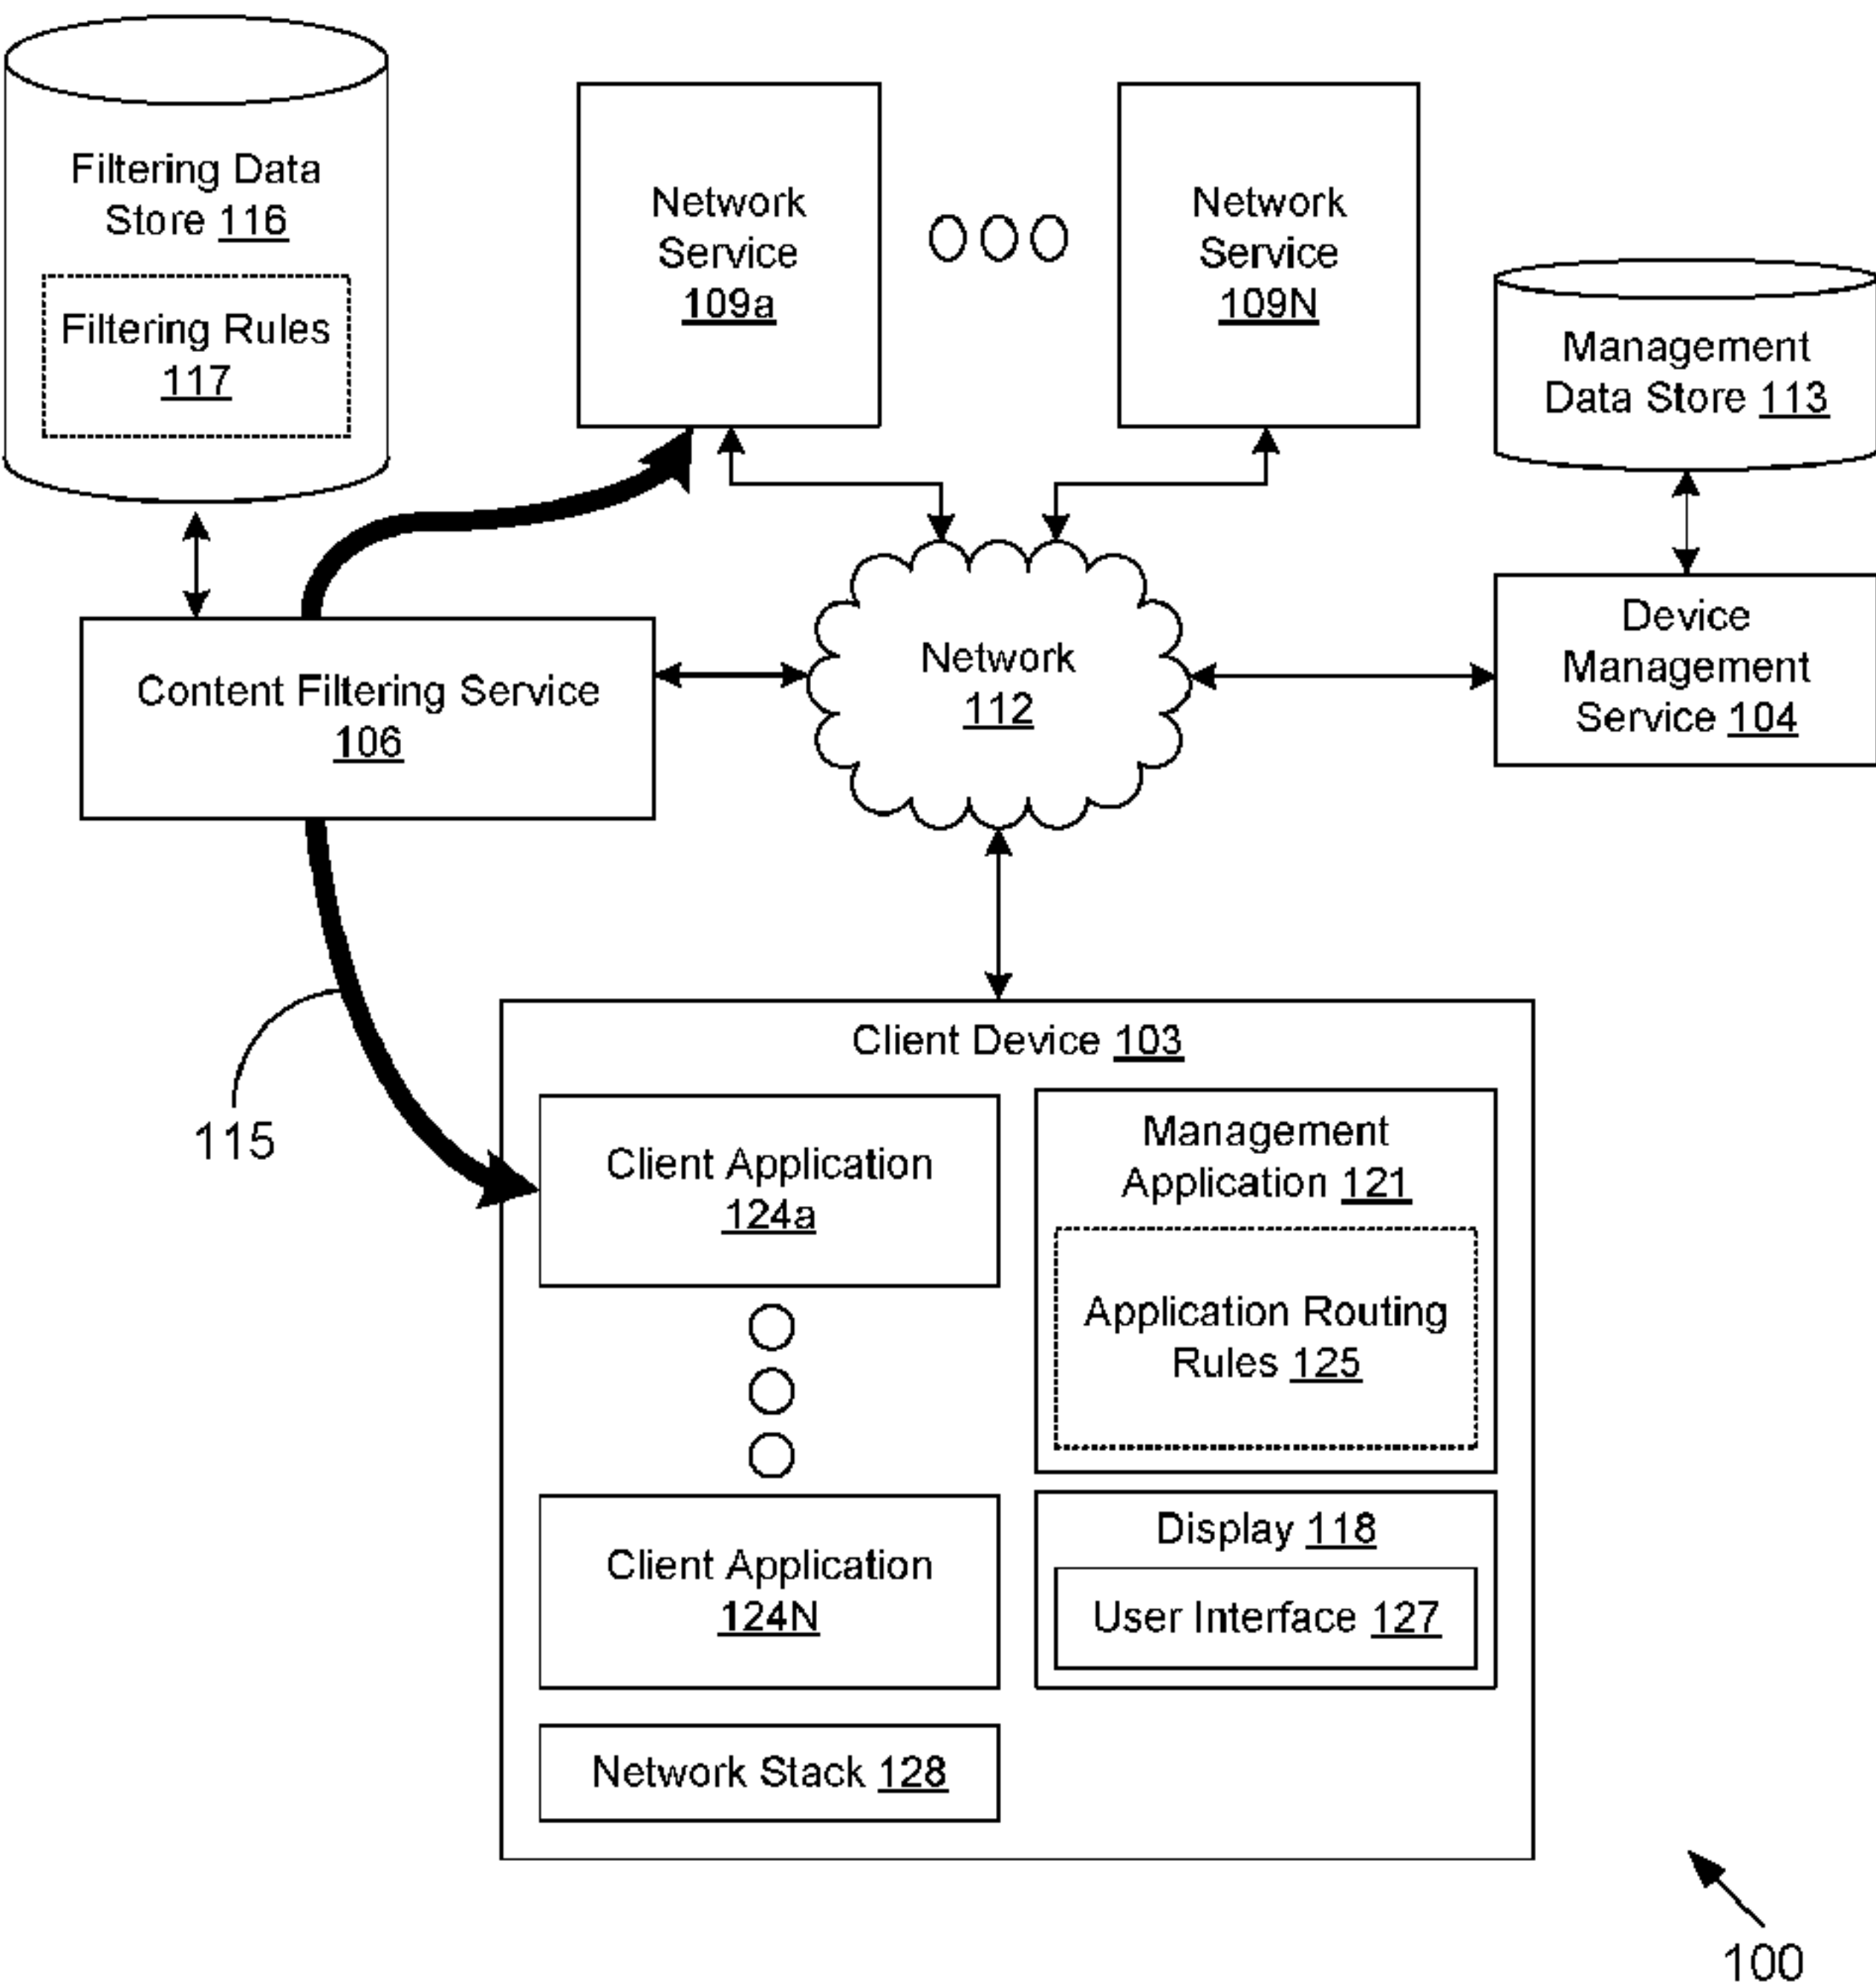 Filtering Data
Store 116
Filtering Rules
117
Network
Service
109a
Network
Service
109N
Management
Data Store 113
Content Filtering Service
106
Network
112
Device
Management
Service 104
115
Client Device 103
Client Application
124a
Management
Application 121
Application Routing
Rules 125
Client Application
124N
Display 118
User Interface 127
Network Stack 128
100